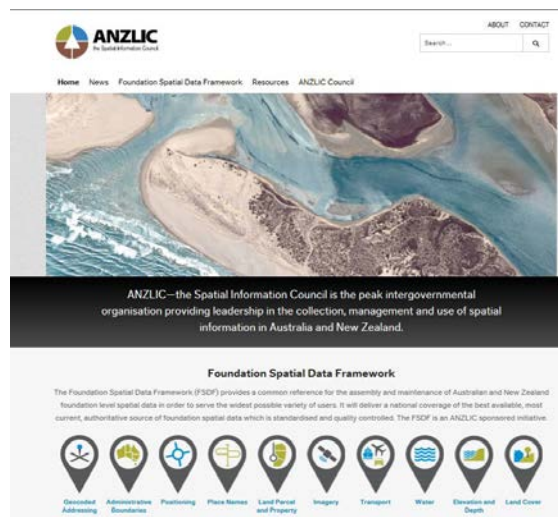 ABOUT CONTACT
ANZLIC
the Spatial Information Council
Search ...
Home News Foundation Spatial Data Framework Resources ANZLIC Council
ANZLIC—the Spatial Information Council is the peak intergovernmental
organisation providing leadership in the collection, management and use of spatial
information in Australia and New Zealand.
Foundation Spatial Data Framework
The Foundation Spatial Data Framework (FSDF) provides a common reference for the assembly and maintenance of Australian and New Zealand
foundation level spatial data in order to serve the widest possible variety of users. It will deliver a national coverage of the best available, most
current, authoritative source of foundation spatial data which is standardised and quality controlled. The FSDF is an ANZLIC sponsored initiative.
Geocoded Administrative Positioning Place Names Land Parcel Imagery Transport Water Elevation and Land Cover
Addressing Boundaries and Property Depth